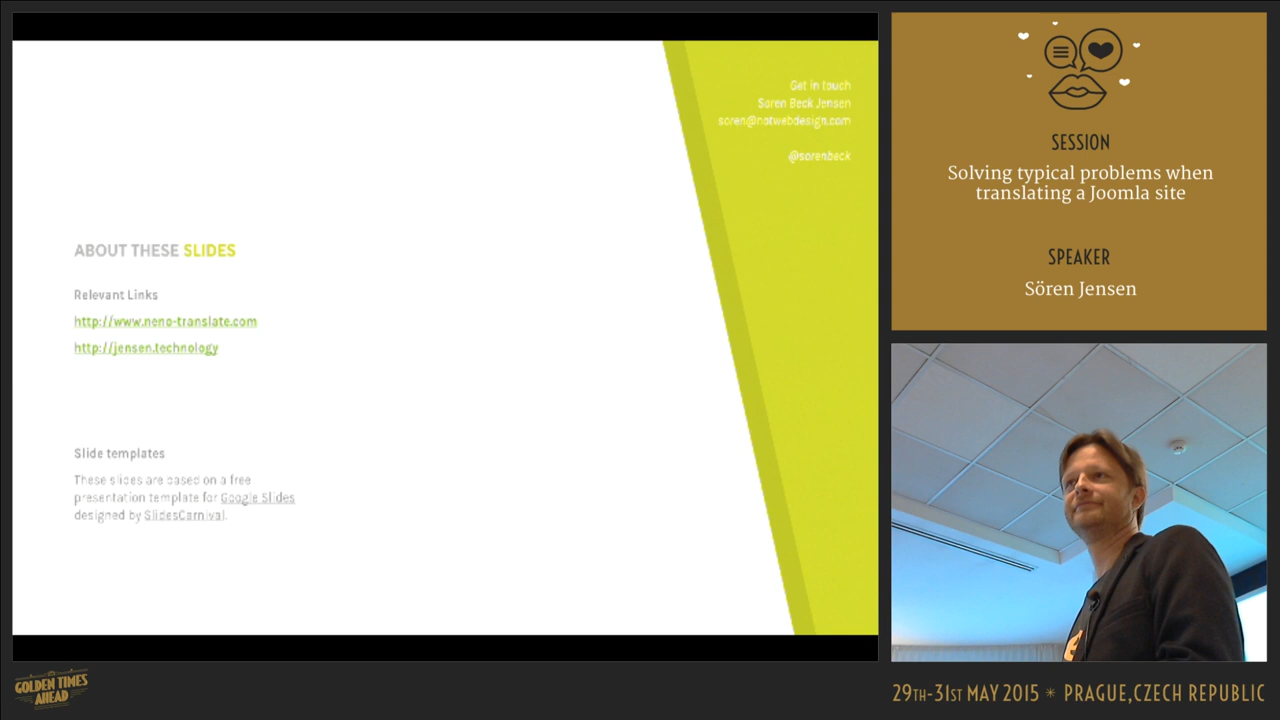 Get in touch
Soren Beck Jensen
soren@notwebdesign.com
@sorenbeck
ABOUT THESE SLIDES
Relevant Links
http://www.neno-translate.com
http://jensen.technology
Slide templates
These slides are based on a free
presentation template for Google Slides
designed by SlidesCarnival.
SESSION
Solving typical problems when
translating a Joomla site
SPEAKER
Sören Jensen
GOLDEN TIMES
AHEAD
29TH-31ST MAY 2015 * PRAGUE,CZECH REPUBLIC